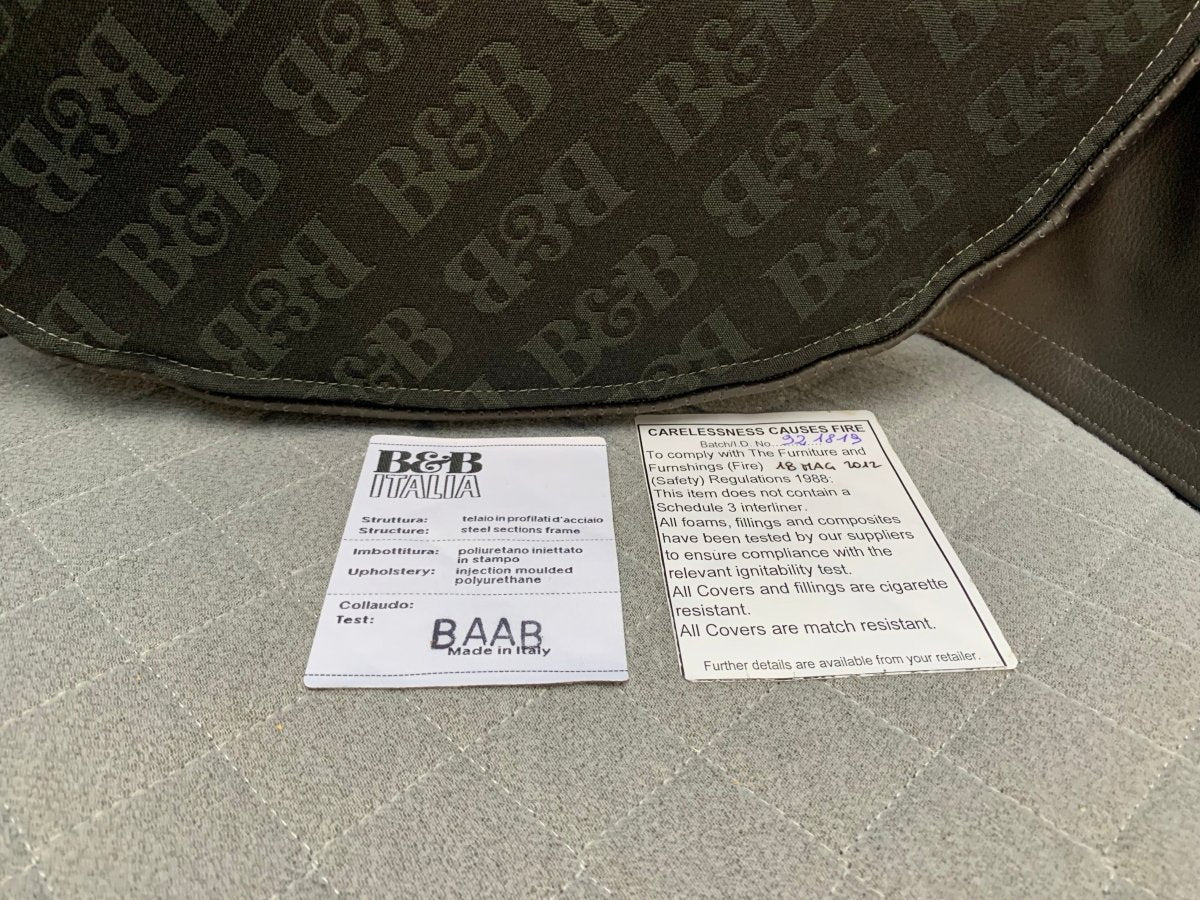 B&B B&B B&B B&B
B&B B&B B&B B&B
B&B B&B B&B B&B
B&B B&B B&B
B&B
ITALIA
Struttura: telaio in profilati d'acciaio
Structure: steel sections frame
Imbottitura: poliuretano iniettato
in stampo
Upholstery: injection moulded
polyurethane
Collaudo:
Test:
BAAB
Made in Italy
CARELESSNESS CAUSES FIRE
Batch/I.D. No......921819
To comply with The Furniture and
Furnshings (Fire) 18 MAG 2012
(Safety) Regulations 1988:
This item does not contain a
Schedule 3 interliner.
All foams, fillings and composites
have been tested by our suppliers
to ensure compliance with the
relevant ignitability test.
All Covers and fillings are cigarette
resistant.
All Covers are match resistant.
Further details are available from your retailer.